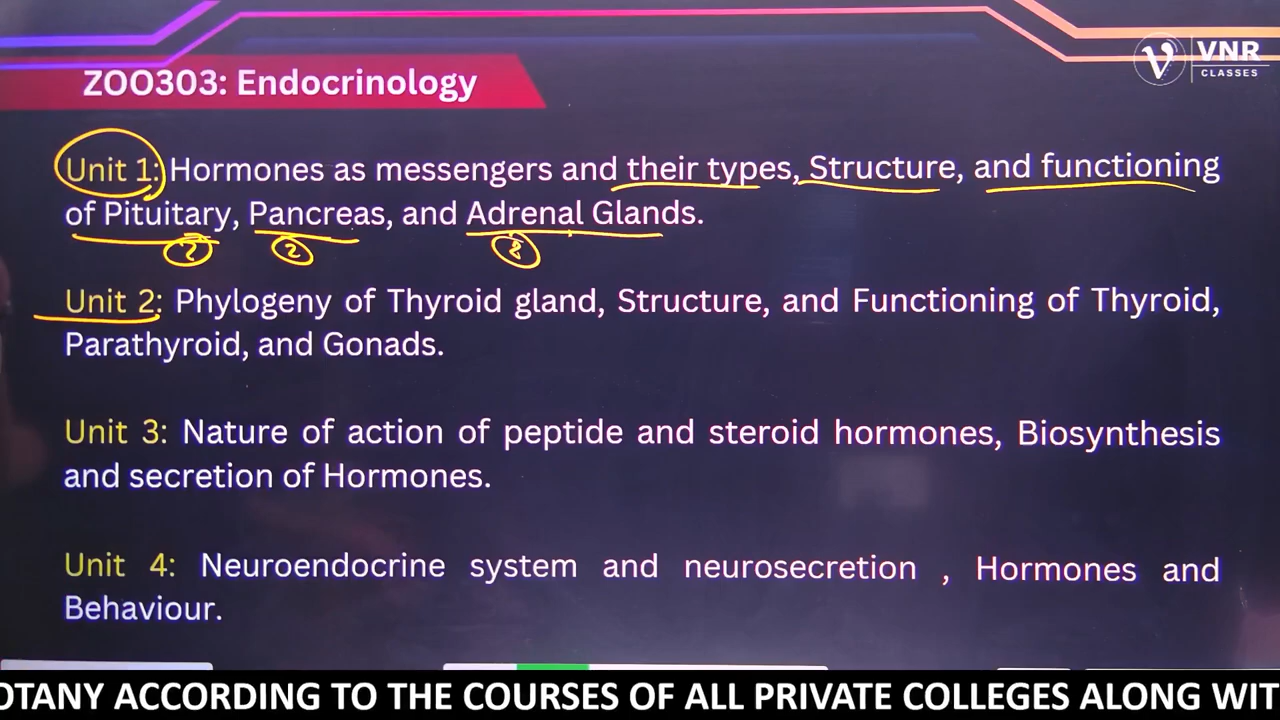 VNR
CLASSES
ZOO303: Endocrinology
Unit 1: Hormones as messengers and their types, Structure, and functioning
of Pituitary, Pancreas, and Adrenal Glands.
2 2 2
Unit 2: Phylogeny of Thyroid gland, Structure, and Functioning of Thyroid,
Parathyroid, and Gonads.
Unit 3: Nature of action of peptide and steroid hormones, Biosynthesis
and secretion of Hormones.
Unit 4: Neuroendocrine system and neurosecretion , Hormones and
Behaviour.
OTANY ACCORDING TO THE COURSES OF ALL PRIVATE COLLEGES ALONG WIT